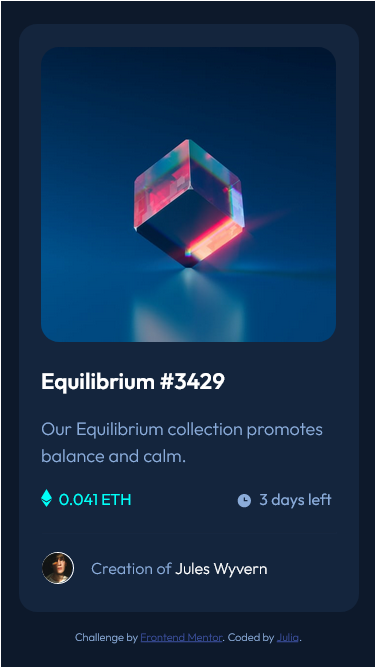 Equilibrium #3429
Our Equilibrium collection promotes
balance and calm.
0.041 ETH
3 days left
Creation of Jules Wyvern
Challenge by Frontend Mentor. Coded by Julia.